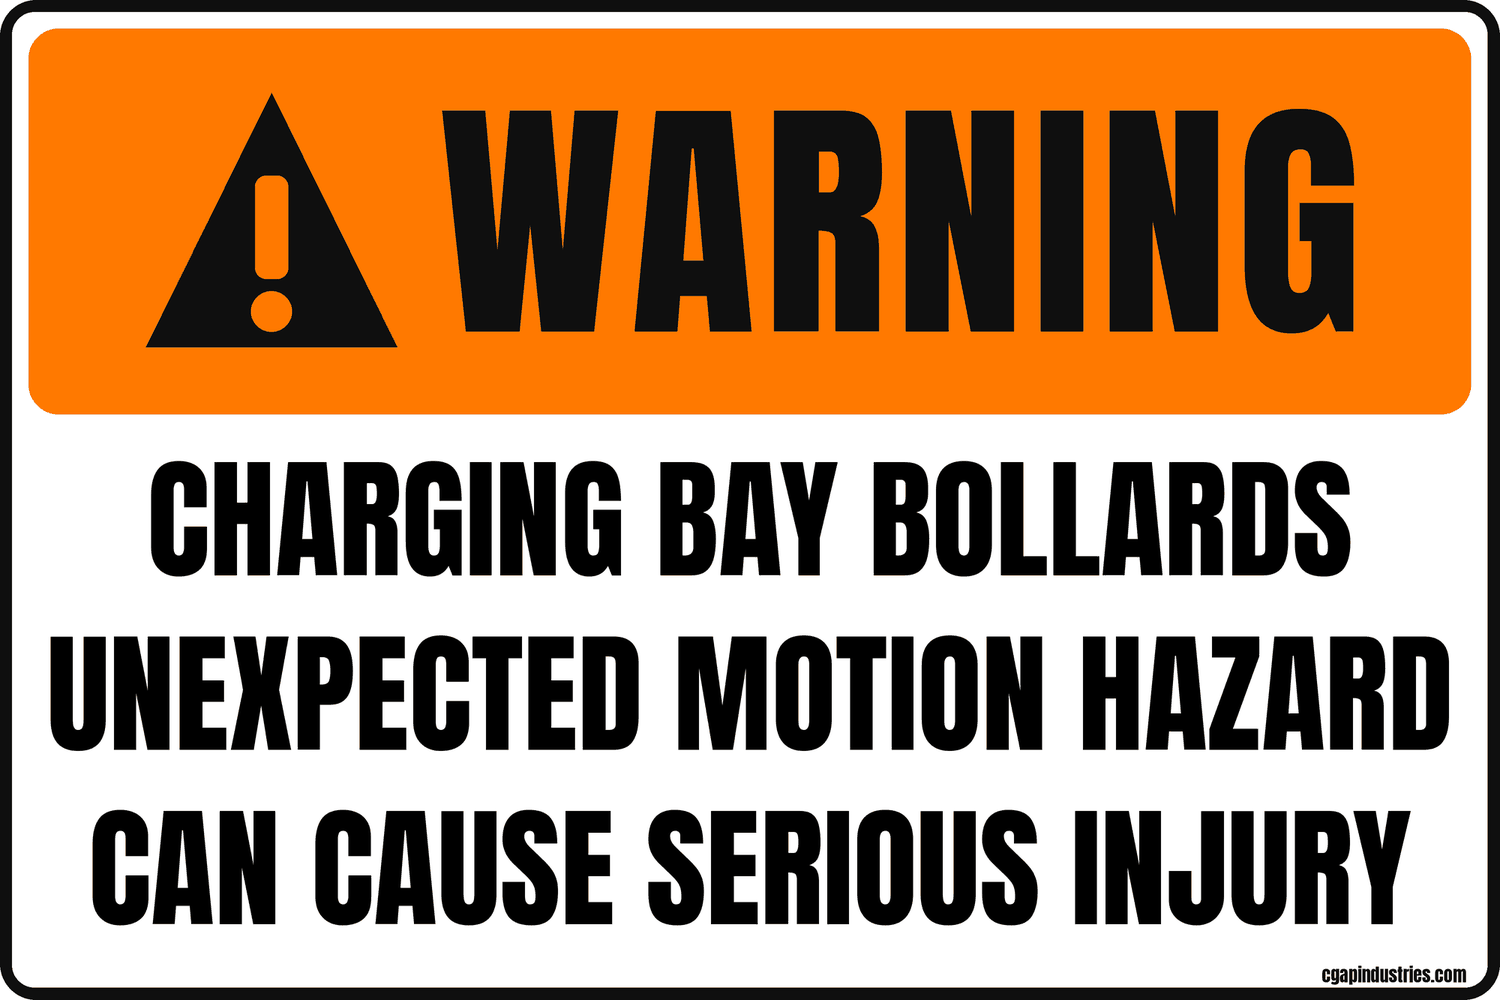 WARNING
CHARGING BAY BOLLARDS
UNEXPECTED MOTION HAZARD
CAN CAUSE SERIOUS INJURY
cgapindustries.com